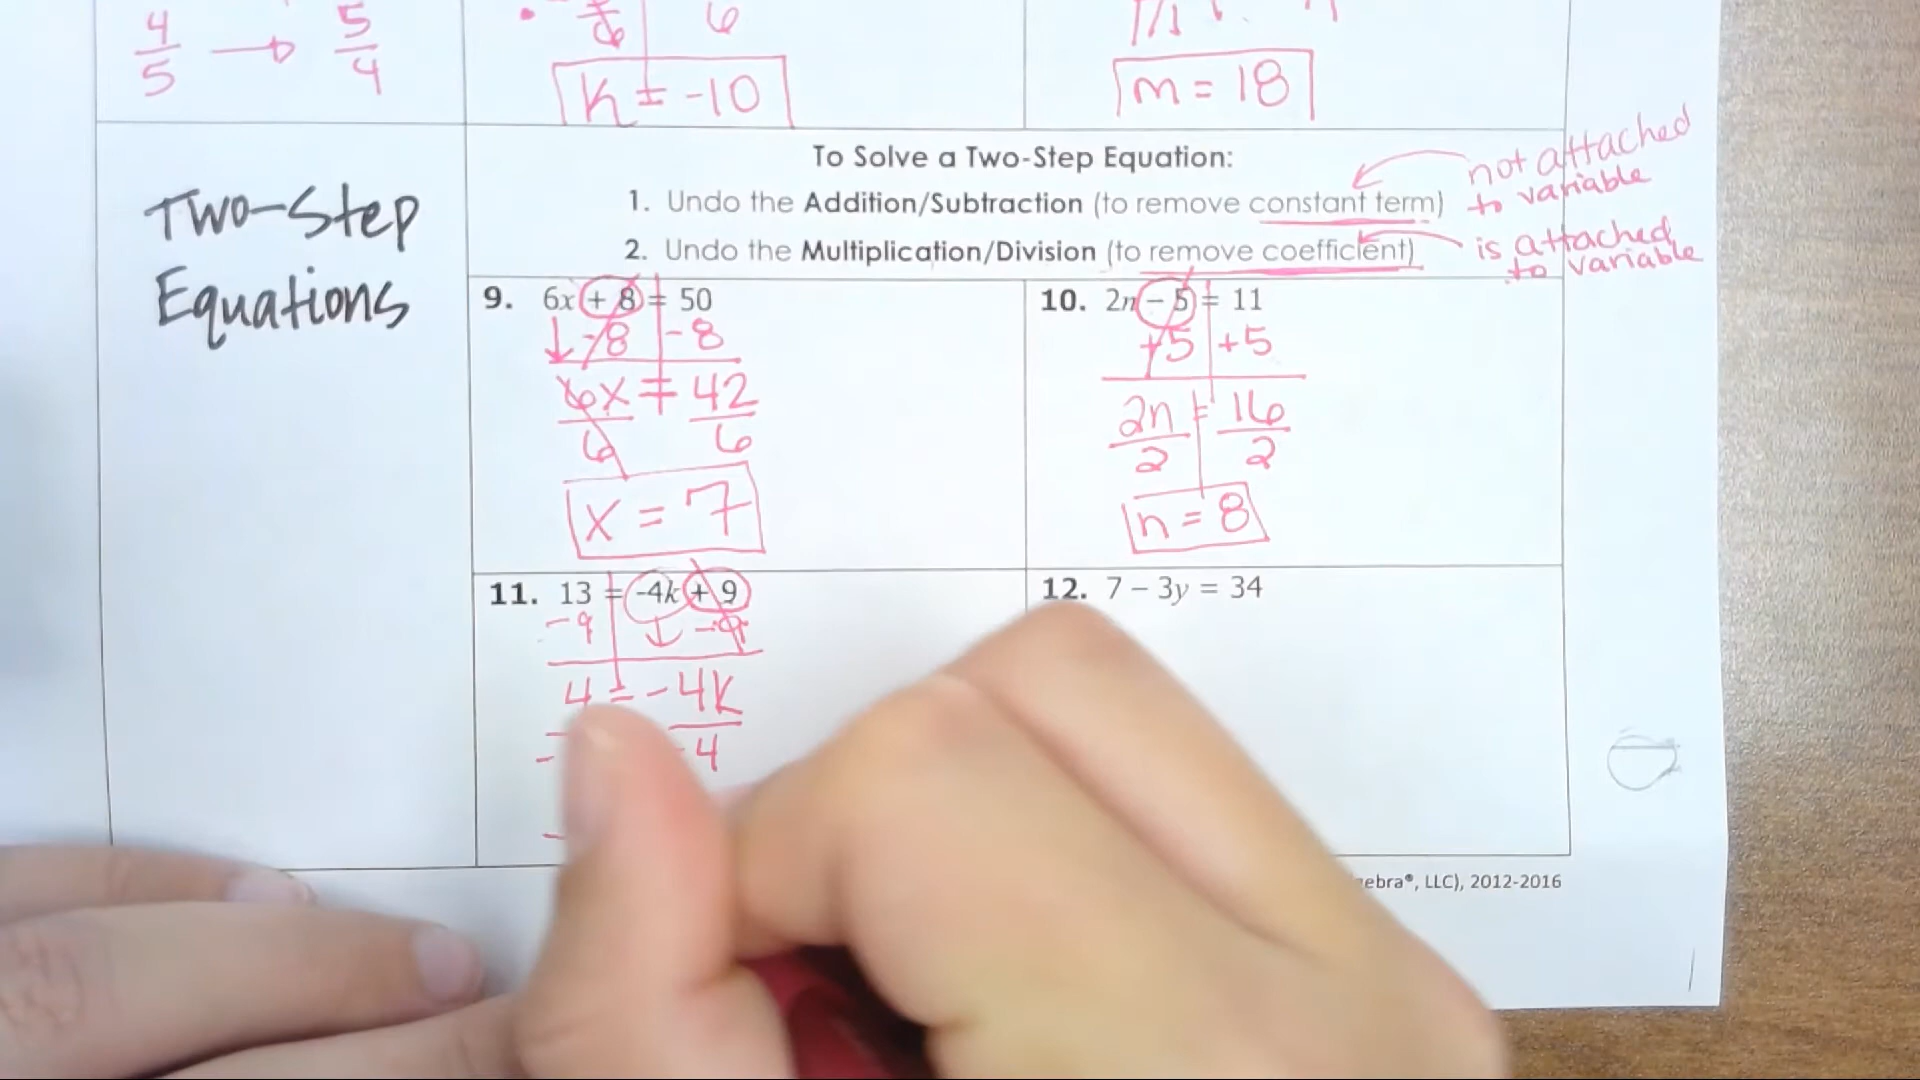 4/5 → 5/4
6
k = -10
m = 18
Two-Step
Equations
To Solve a Two-Step Equation:
1. Undo the Addition/Subtraction (to remove constant term)
2. Undo the Multiplication/Division (to remove coefficient)
not attached
to variable
is attached
to variable
9. 6x + 8 = 50
-8 -8
6x = 42
6 6
x = 7
10. 2n − 5 = 11
+5 +5
2n = 16
2 2
n = 8
11. 13 = -4k + 9
-9 -9
4 = -4k
-4
12. 7 − 3y = 34
ebra®, LLC), 2012-2016